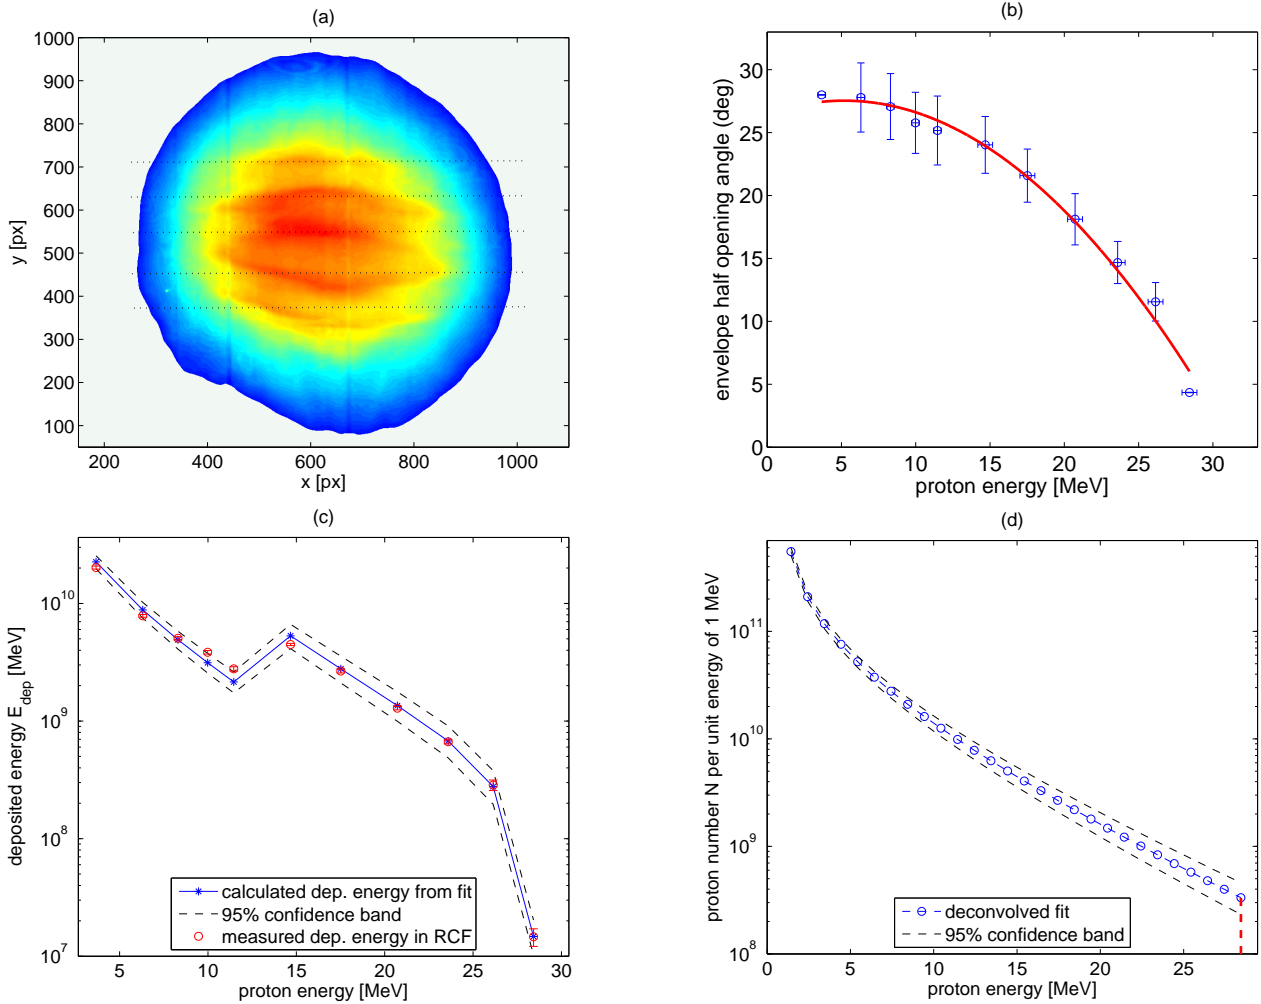 (a)
1000
900
800
700
600
500
400
300
200
100
y [px]
200 400 600 800 1000
x [px]
(b)
30
25
20
15
10
5
0
envelope half opening angle (deg)
0 5 10 15 20 25 30
proton energy [MeV]
(c)
10^10
10^9
10^8
10^7
deposited energy E_dep [MeV]
calculated dep. energy from fit
95% confidence band
measured dep. energy in RCF
5 10 15 20 25 30
proton energy [MeV]
(d)
10^11
10^10
10^9
10^8
proton number N per unit energy of 1 MeV
deconvolved fit
95% confidence band
0 5 10 15 20 25
proton energy [MeV]